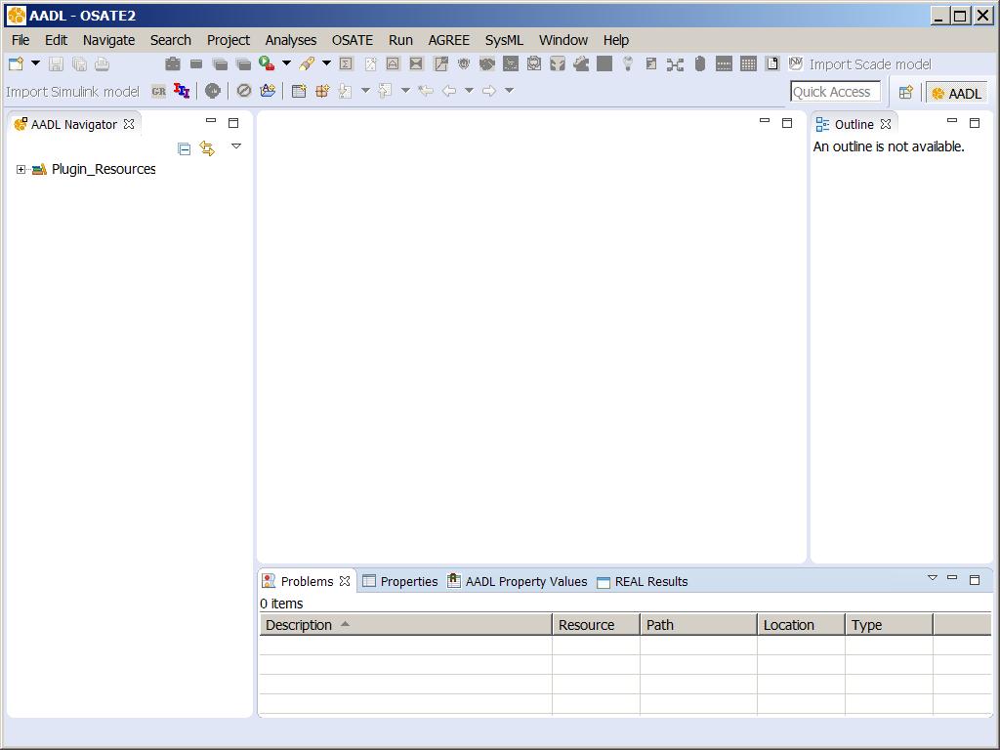 AADL - OSATE2
File Edit Navigate Search Project Analyses OSATE Run AGREE SysML Window Help
Import Scade model
Import Simulink model GR Quick Access AADL
AADL Navigator
Outline
An outline is not available.
Plugin_Resources
Problems Properties AADL Property Values REAL Results
0 items
Description Resource Path Location Type